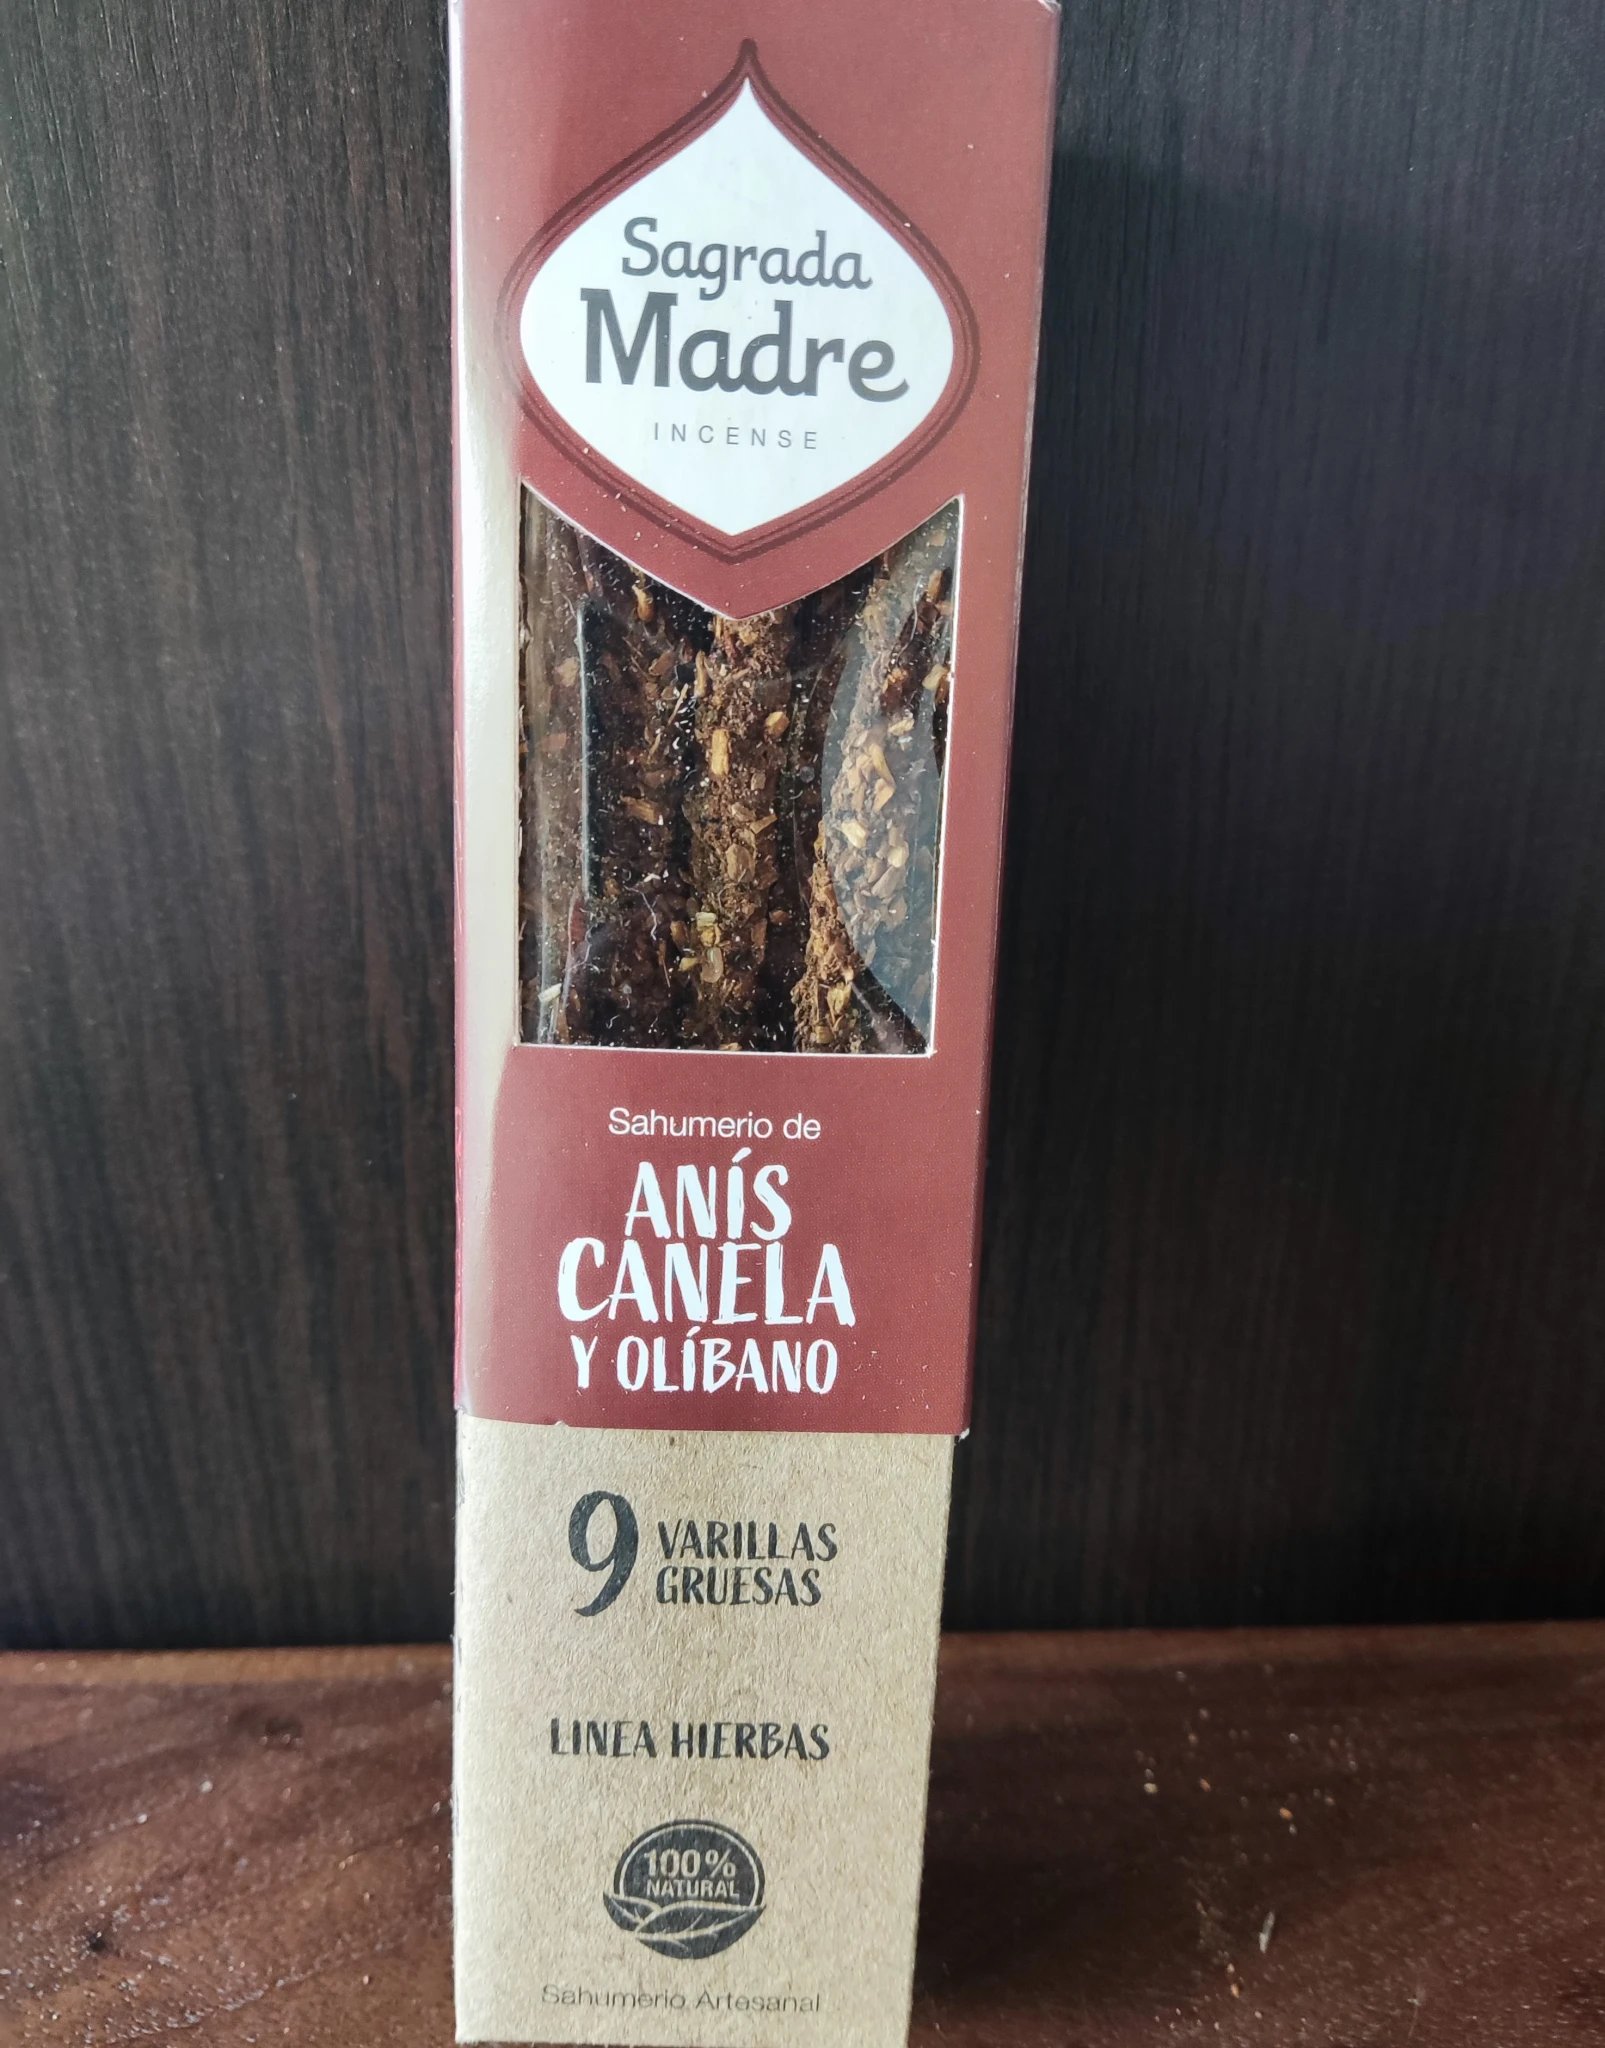 Sagrada
Madre
INCENSE
Sahumerio de
ANÍS
CANELA
Y OLÍBANO
9 VARILLAS
GRUESAS
LINEA HIERBAS
100%
NATURAL
Sahumerio Artesanal